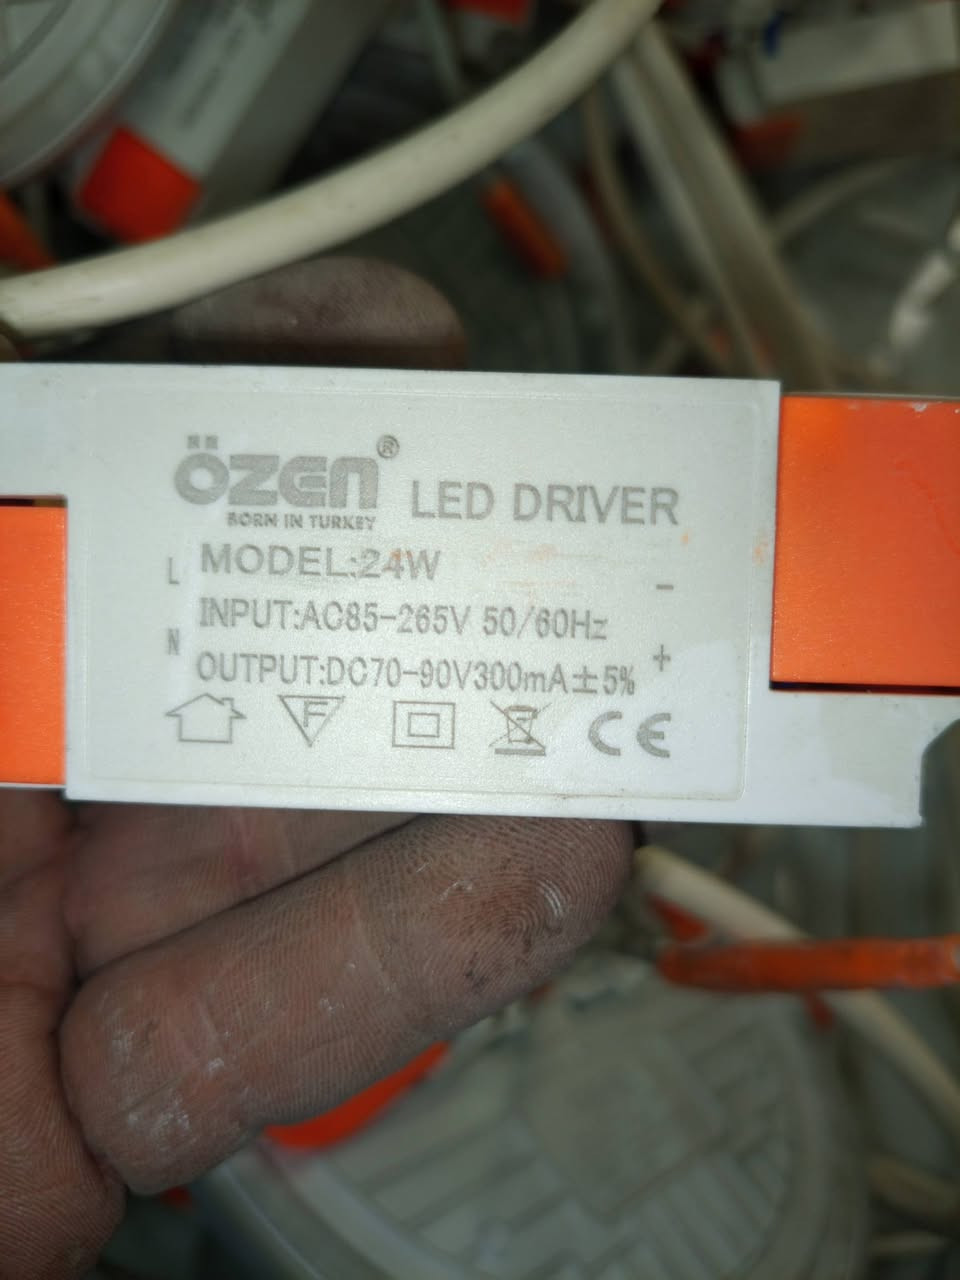 ÖZEN® LED DRIVER
BORN IN TURKEY
L MODEL:24W −
INPUT:AC85-265V 50/60Hz
N OUTPUT:DC70-90V300mA±5% +
F CE